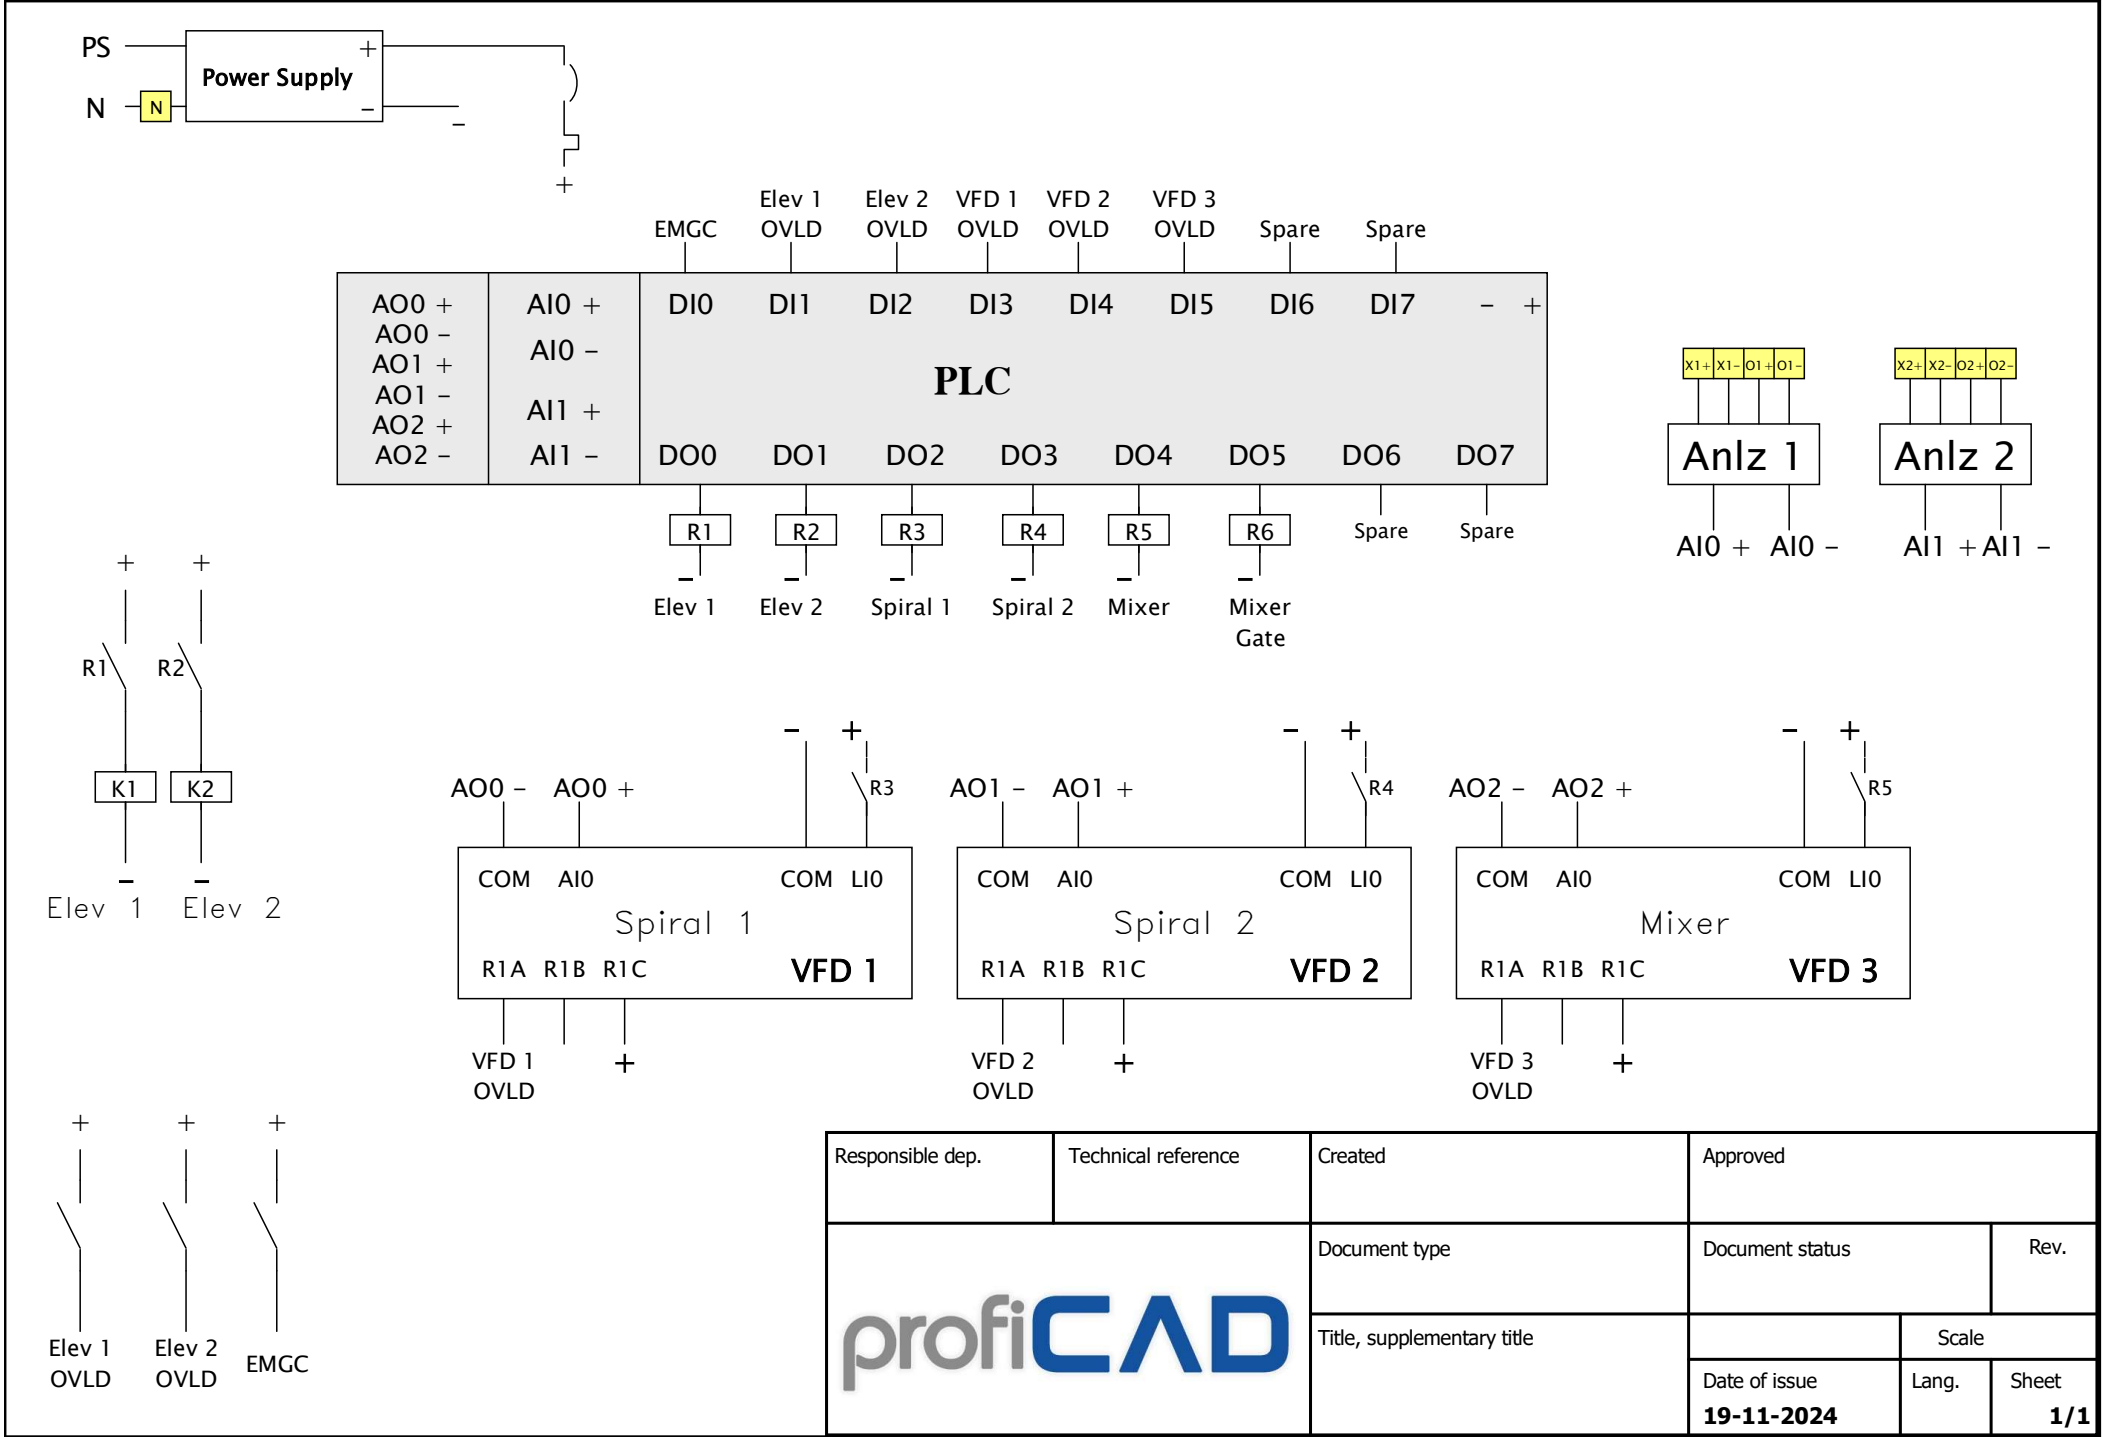 PS
+
Power Supply
N
N
−
−
+
Elev 1 Elev 2 VFD 1 VFD 2 VFD 3
EMGC OVLD OVLD OVLD OVLD OVLD Spare Spare
AO0 + AI0 + DI0 DI1 DI2 DI3 DI4 DI5 DI6 DI7 - +
AO0 −
AI0 −
AO1 +
PLC
AO1 −
AI1 +
AO2 +
AO2 − AI1 − DO0 DO1 DO2 DO3 DO4 DO5 DO6 DO7
X1+ X1- O1+ O1- X2+ X2- O2+ O2-
Anlz 1 Anlz 2
AI0 + AI0 − AI1 + AI1 −
R1 R2 R3 R4 R5 R6 Spare Spare
− − − − − −
Elev 1 Elev 2 Spiral 1 Spiral 2 Mixer Mixer
Gate
+ +
R1 R2
K1 K2
− −
Elev 1 Elev 2
- + - + - +
AO0 − AO0 + R3 AO1 − AO1 + R4 AO2 − AO2 + R5
COM AI0 COM LI0 COM AI0 COM LI0 COM AI0 COM LI0
Spiral 1 Spiral 2 Mixer
R1A R1B R1C VFD 1 R1A R1B R1C VFD 2 R1A R1B R1C VFD 3
VFD 1 + VFD 2 + VFD 3 +
OVLD OVLD OVLD
+ + +
Elev 1 Elev 2 EMGC
OVLD OVLD
Responsible dep. Technical reference Created Approved
Document type Document status Rev.
profiCAD
Title, supplementary title Scale
Date of issue Lang. Sheet
19-11-2024 1/1